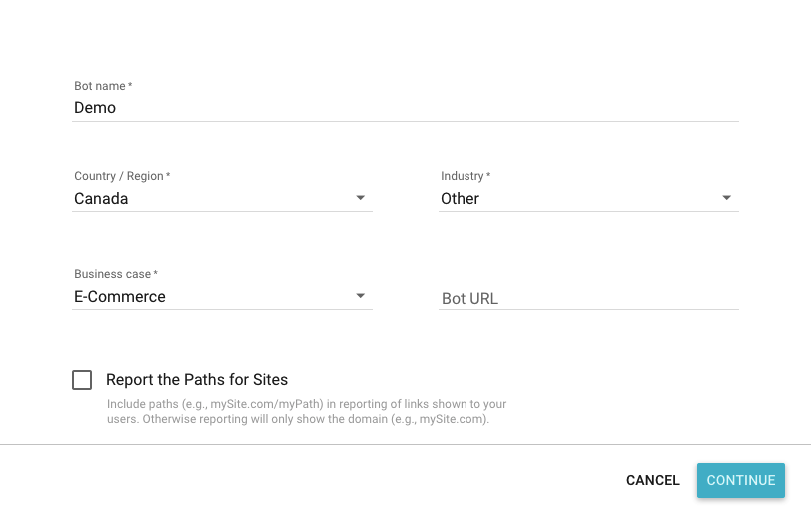 Bot name *
Demo
Country / Region *
Industry *
Canada
Other
Business case *
E-Commerce
Bot URL
Report the Paths for Sites
Include paths (e.g., mySite.com/myPath) in reporting of links shown to your
users. Otherwise reporting will only show the domain (e.g., mySite.com).
CANCEL
CONTINUE